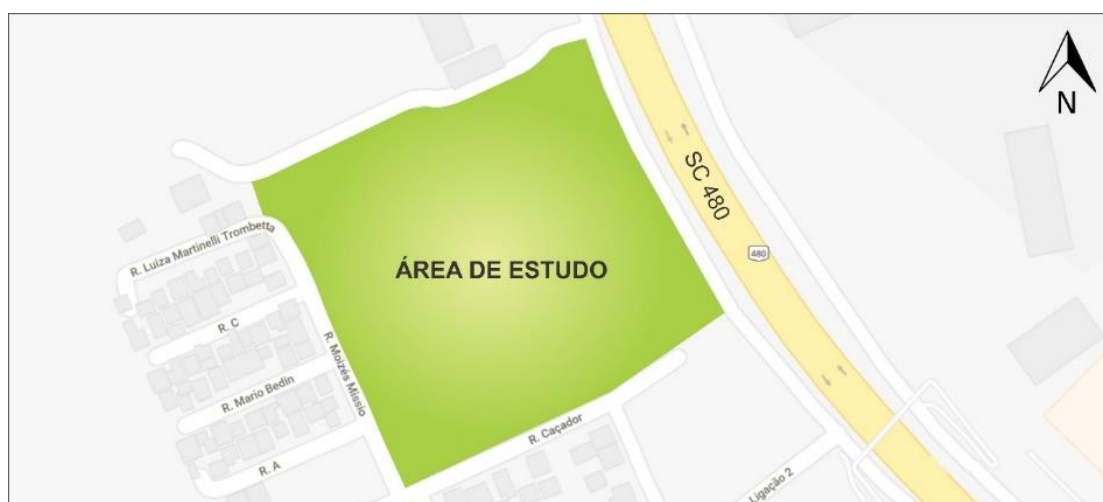 N
SC 480
480
R. Luiza Martinelli Trombetta
ÁREA DE ESTUDO
R. C
R. Moizés Missio
R. Mario Bedin
R. Caçador
R. A
Ligação 2